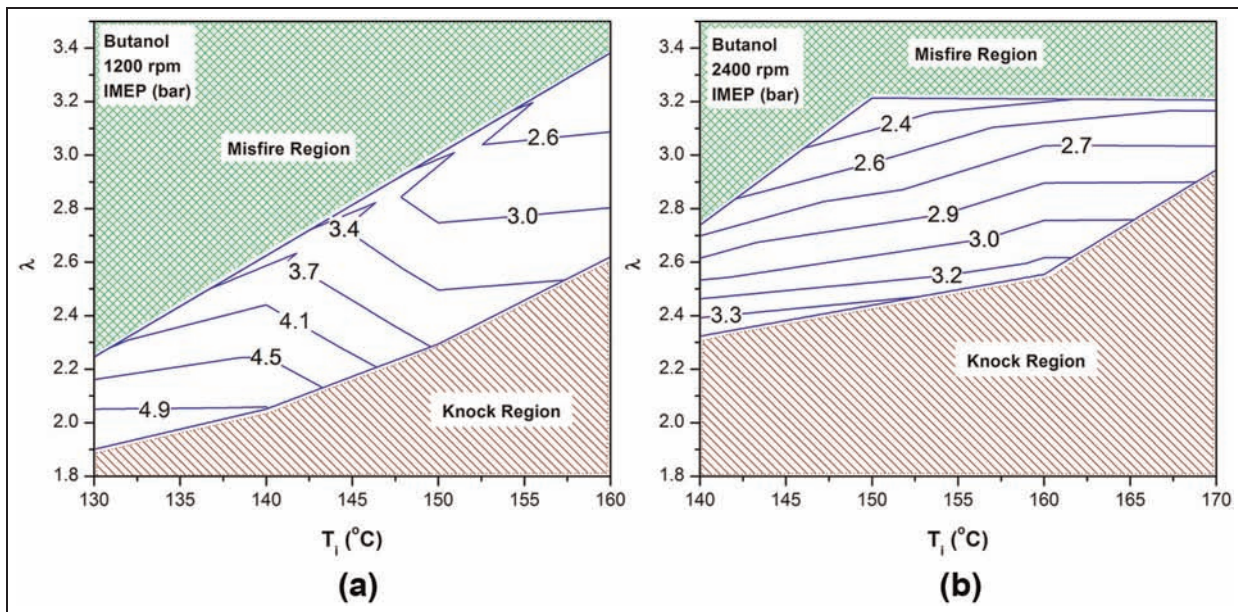 Butanol
1200 rpm
IMEP (bar)
Misfire Region
2.6
3.0
3.4
3.7
4.1
4.5
4.9
Knock Region
3.4
3.2
3.0
2.8
2.6
2.4
2.2
2.0
1.8
λ
130 135 140 145 150 155 160
T_i (°C)
(a)
Butanol
2400 rpm
IMEP (bar)
Misfire Region
2.4
2.6
2.7
2.9
3.0
3.2
3.3
Knock Region
3.4
3.2
3.0
2.8
2.6
2.4
2.2
2.0
1.8
λ
140 145 150 155 160 165 170
T_i (°C)
(b)